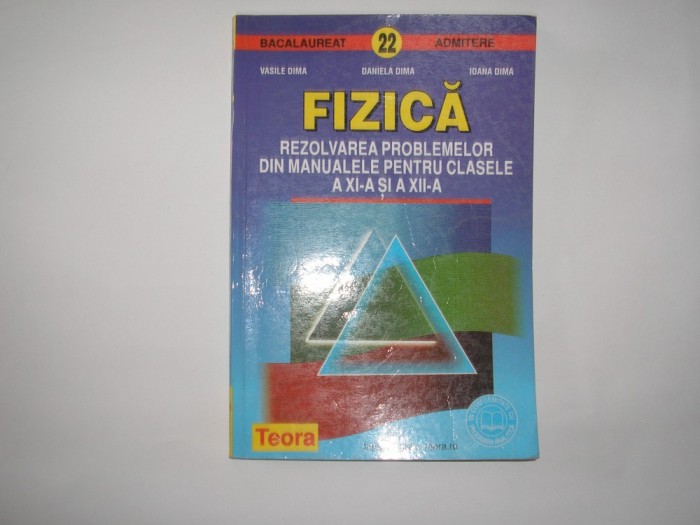 BACALAUREAT 22 ADMITERE
VASILE DIMA DANIELA DIMA IOANA DIMA
FIZICĂ
REZOLVAREA PROBLEMELOR
DIN MANUALELE PENTRU CLASELE
A XI-A ȘI A XII-A
Teora